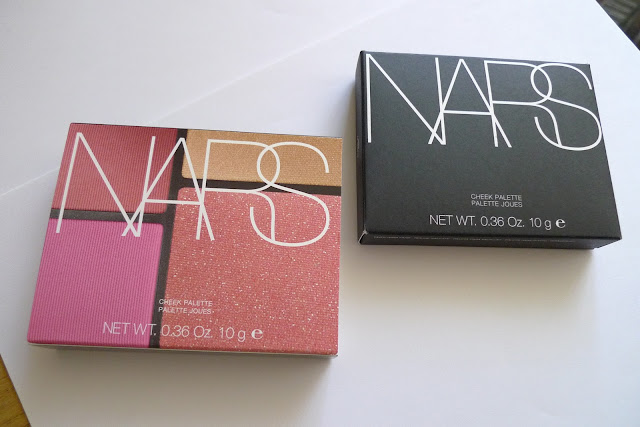 NARS
CHEEK PALETTE
PALETTE JOUES
NET WT. 0.36 Oz. 10 g e
NARS
CHEEK PALETTE
PALETTE JOUES
NET WT. 0.36 Oz. 10 g e